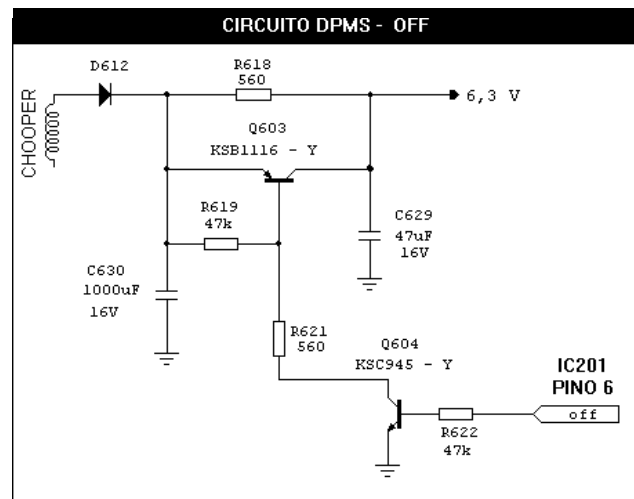 CIRCUITO DPMS - OFF
D612
R618
560
6,3 V
CHOOPER
Q603
KSB1116 - Y
R619
47k
C629
47uF
16V
C630
1000uF
16V
R621
560
Q604
KSC945 - Y
IC201
PINO 6
off
R622
47k